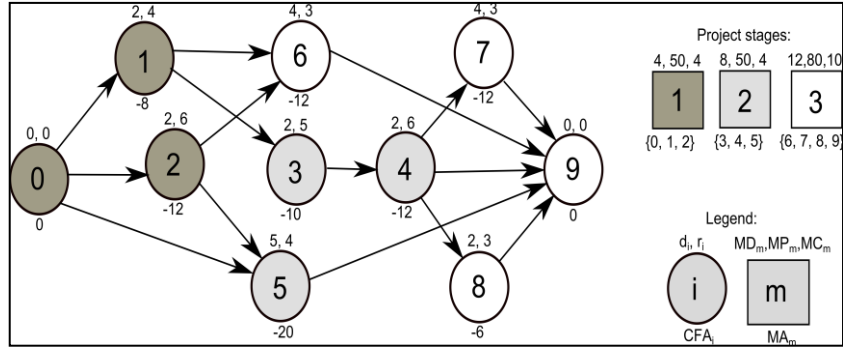 2, 4
1
-8
4, 3
6
-12
4, 3
7
-12
0, 0
0
0
2, 6
2
-12
2, 5
3
-10
2, 6
4
-12
0, 0
9
0
5, 4
5
-20
2, 3
8
-6
Project stages:
4, 50, 4
8, 50, 4
12,80,10
1
2
3
{0, 1, 2}
{3, 4, 5}
{6, 7, 8, 9}
Legend:
di, ri
MDm,MPm,MCm
i
m
CFAi
MAm